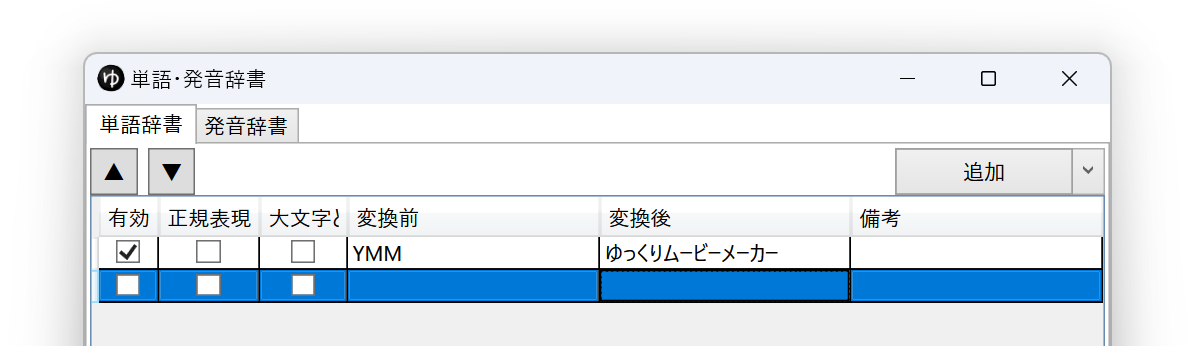 ゆ 単語・発音辞書
単語辞書 発音辞書
▲ ▼ 追加
有効 正規表現 大文字と 変換前 変換後 備考
YMM ゆっくりムービーメーカー